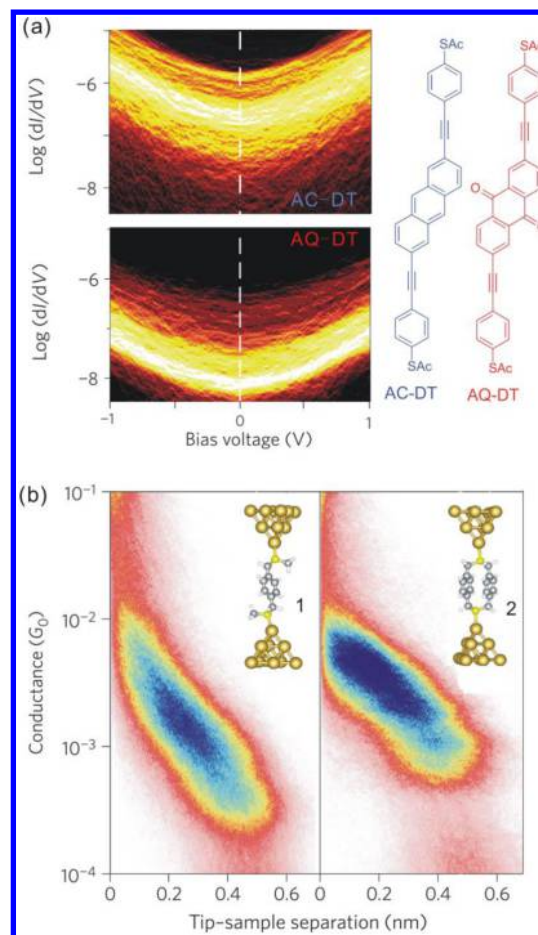 (a)
Log (dI/dV)
−6
−8
AC–DT
Log (dI/dV)
−6
−8
AQ–DT
−1
0
1
Bias voltage (V)
SAc
SAc
AC-DT
SAc
O
O
SAc
AQ-DT
(b)
Conductance (G0)
10−1
10−2
10−3
10−4
1
2
0 0.2 0.4 0.6 0 0.2 0.4 0.6
Tip–sample separation (nm)